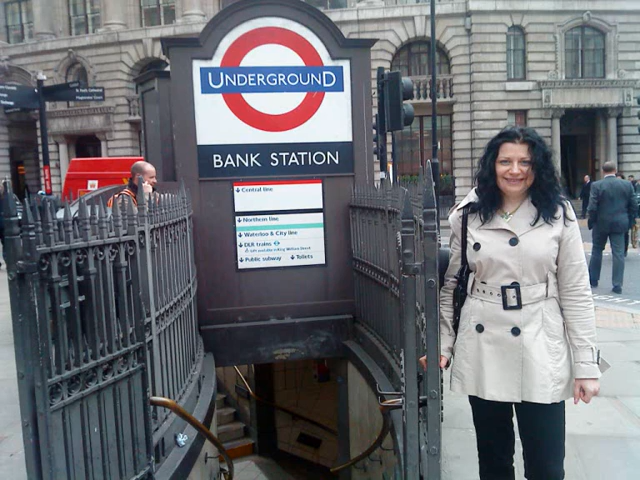 UNDERGROUND
BANK STATION
Central line
Northern line
Waterloo & City line
DLR trains
Public subway
Toilets